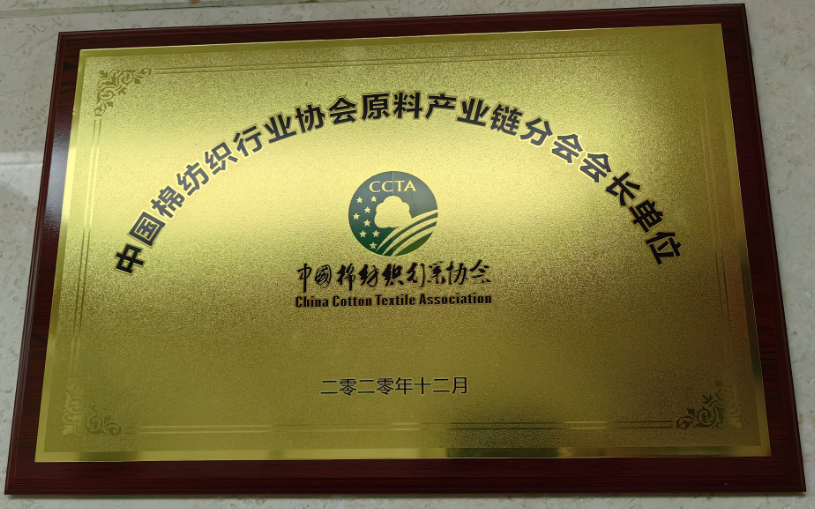 中国棉纺织行业协会原料产业链分会会长单位
CCTA
中國棉纺织行业协会
China Cotton Textile Association
二零二零年十二月